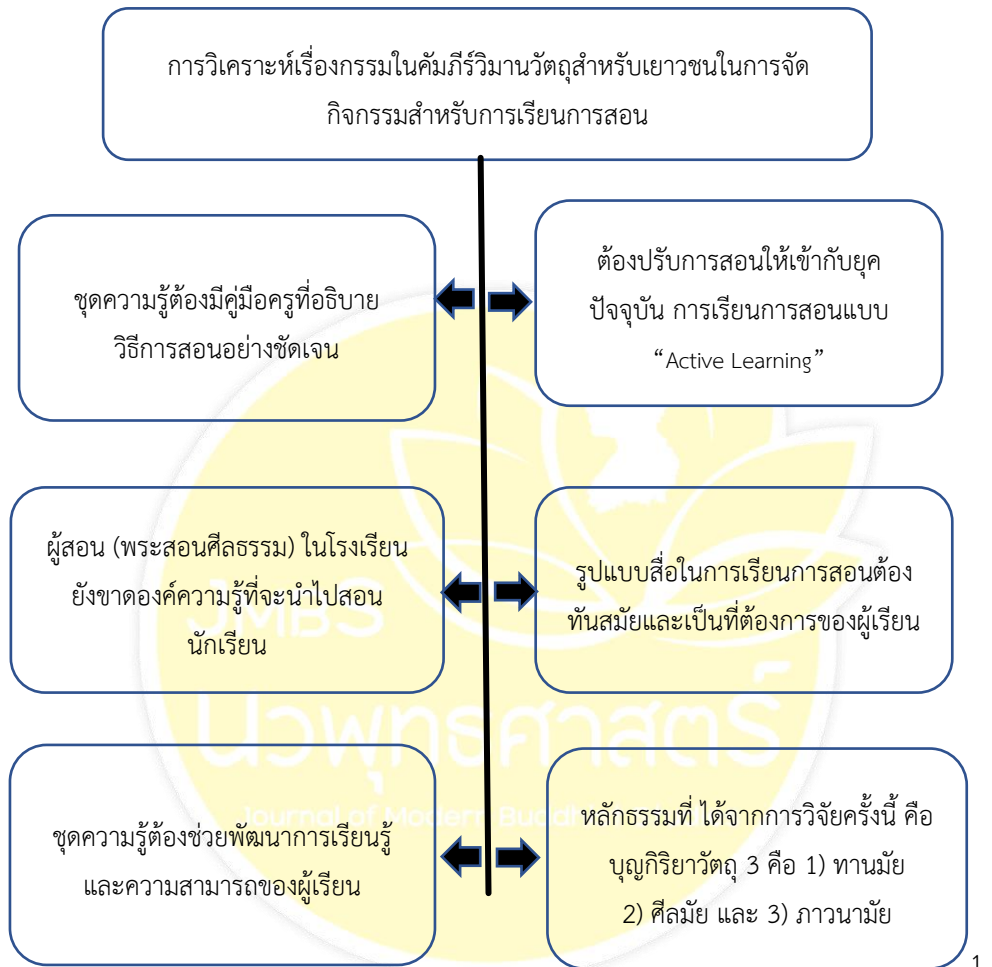 การวิเคราะห์เรื่องกรรมในคัมภีร์วิมานวัตถุสำหรับเยาวชนในการจัด
กิจกรรมสำหรับการเรียนการสอน
ชุดความรู้ต้องมีคู่มือครูที่อธิบาย
วิธีการสอนอย่างชัดเจน
ต้องปรับการสอนให้เข้ากับยุค
ปัจจุบัน การเรียนการสอนแบบ
“Active Learning”
ผู้สอน (พระสอนศีลธรรม) ในโรงเรียน
ยังขาดองค์ความรู้ที่จะนำไปสอน
นักเรียน
รูปแบบสื่อในการเรียนการสอนต้อง
ทันสมัยและเป็นที่ต้องการของผู้เรียน
JMBS
นวพุทธศาสตร์
Journal of Modern Budd
ชุดความรู้ต้องช่วยพัฒนาการเรียนรู้
และความสามารถของผู้เรียน
หลักธรรมที่ ได้จากการวิจัยครั้งนี้ คือ
บุญกิริยาวัตถุ 3 คือ 1) ทานมัย
2) ศีลมัย และ 3) ภาวนามัย
1